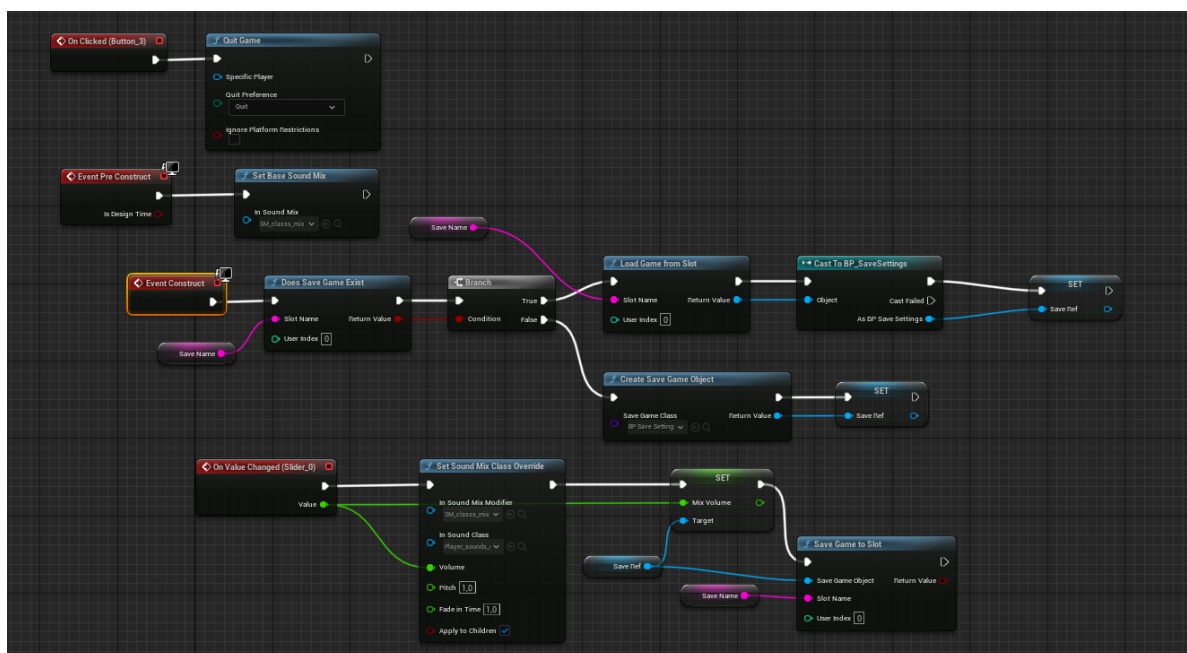 On Clicked (Button_3)
Quit Game
Specific Player
Quit Preference
Quit
Ignore Platform Restrictions
Event Pre Construct
Is Design Time
Set Base Sound Mix
In Sound Mix
SM_classs_mix
Save Name
Event Construct
Does Save Game Exist
Slot Name
Return Value
User Index 0
Save Name
Branch
True
Condition
False
Load Game from Slot
Slot Name
Return Value
User Index 0
Cast To BP_SaveSettings
Object
Cast Failed
As BP Save Settings
SET
Save Ref
Create Save Game Object
Save Game Class
Return Value
BP Save Setting
SET
Save Ref
On Value Changed (Slider_0)
Value
Set Sound Mix Class Override
In Sound Mix Modifier
SM_classs_mix
In Sound Class
Player_sounds_
Volume
Pitch 1,0
Fade in Time 1,0
Apply to Children
SET
Mix Volume
Target
Save Ref
Save Name
Save Game to Slot
Save Game Object
Return Value
Slot Name
User Index 0